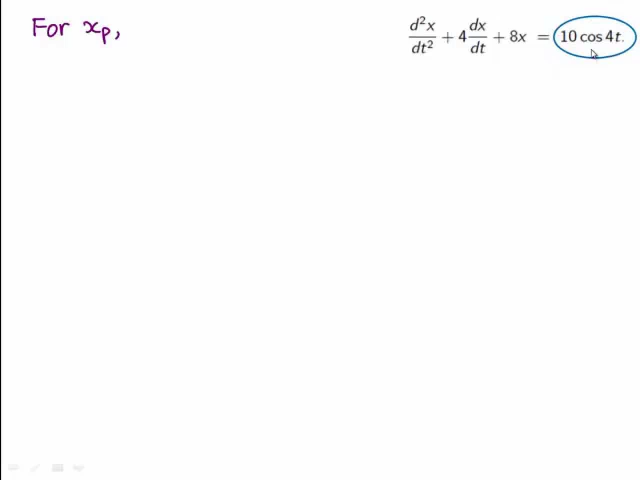 For xₚ,
d²x/dt² + 4 dx/dt + 8x = 10 cos 4t.